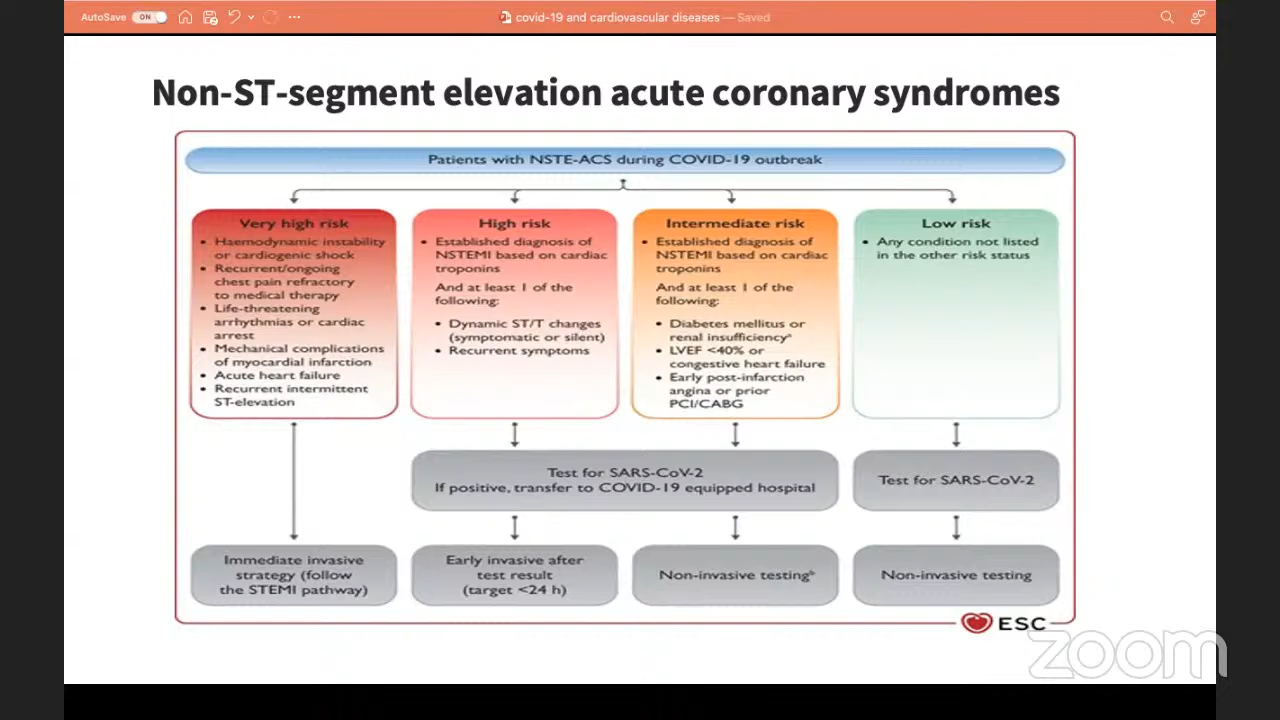 AutoSave ON
covid-19 and cardiovascular diseases — Saved
Non-ST-segment elevation acute coronary syndromes
Patients with NSTE-ACS during COVID-19 outbreak
Very high risk
• Haemodynamic instability
or cardiogenic shock
• Recurrent/ongoing
chest pain refractory
to medical therapy
• Life-threatening
arrhythmias or cardiac
arrest
• Mechanical complications
of myocardial infarction
• Acute heart failure
• Recurrent intermittent
ST-elevation
High risk
• Established diagnosis of
NSTEMI based on cardiac
troponins
And at least 1 of the
following:
• Dynamic ST/T changes
(symptomatic or silent)
• Recurrent symptoms
Intermediate risk
• Established diagnosis of
NSTEMI based on cardiac
troponins
And at least 1 of the
following:
• Diabetes mellitus or
renal insufficiencyᵃ
• LVEF <40% or
congestive heart failure
• Early post-infarction
angina or prior
PCI/CABG
Low risk
• Any condition not listed
in the other risk status
Test for SARS-CoV-2
If positive, transfer to COVID-19 equipped hospital
Test for SARS-CoV-2
Immediate invasive
strategy (follow
the STEMI pathway)
Early invasive after
test result
(target <24 h)
Non-invasive testingᵇ
Non-invasive testing
ESC
zoom